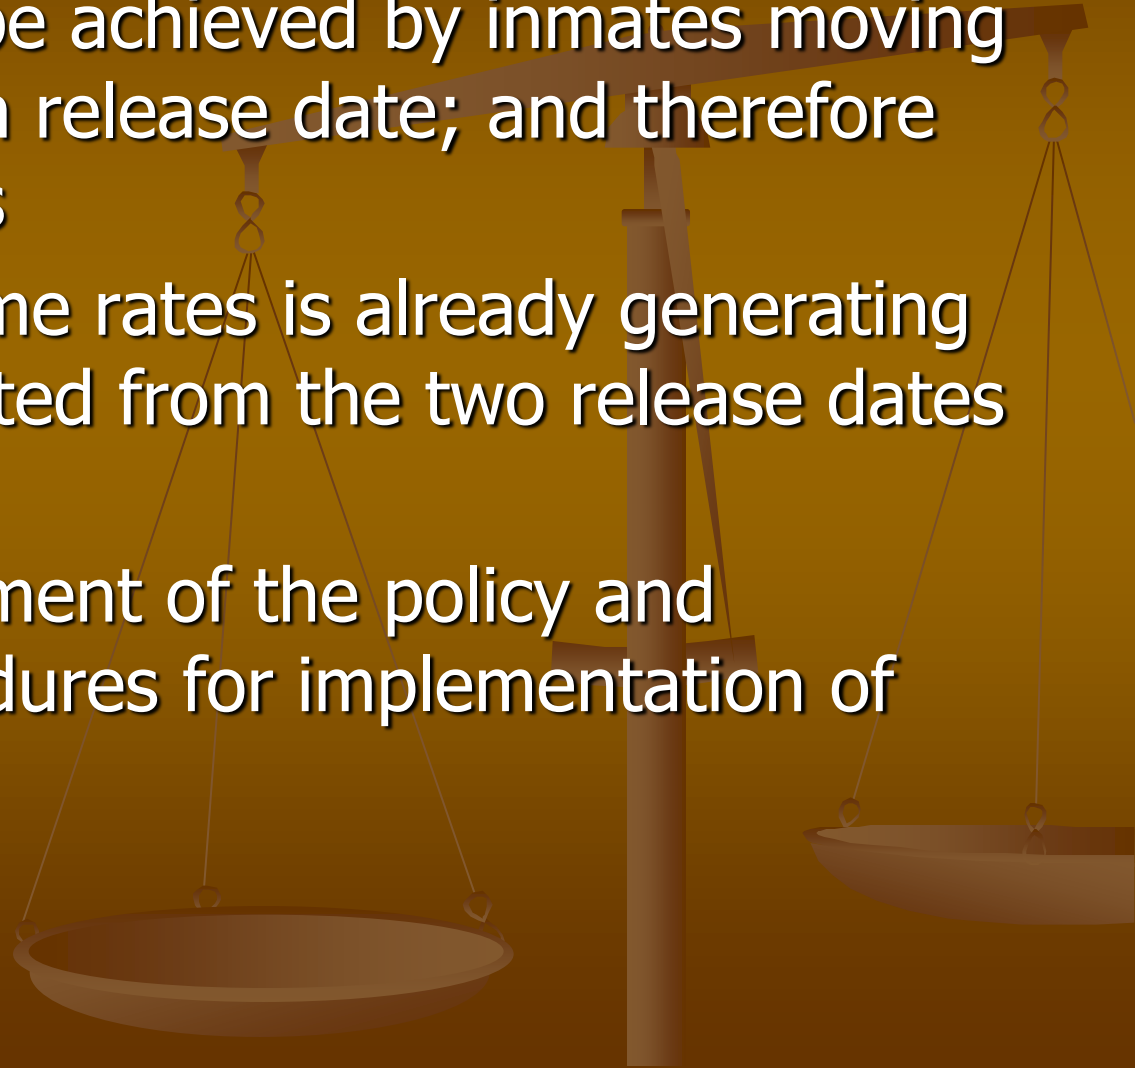 be achieved by inmates moving
release date; and therefore
s
me rates is already generating
ted from the two release dates
ment of the policy and
dures for implementation of